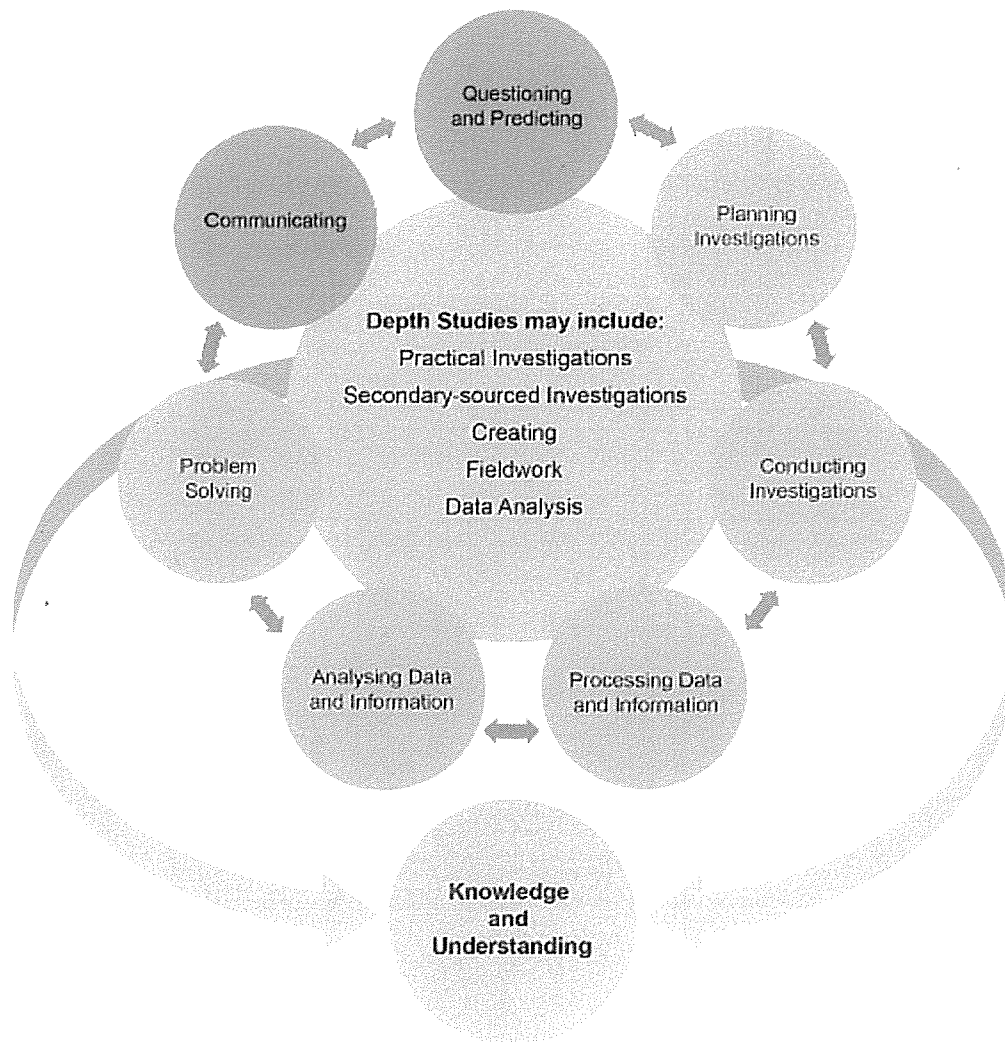 Questioning
and Predicting
Communicating
Planning
Investigations
Depth Studies may include:
Practical Investigations
Secondary-sourced Investigations
Creating
Fieldwork
Data Analysis
Problem
Solving
Conducting
Investigations
Analysing Data
and Information
Processing Data
and Information
Knowledge
and
Understanding